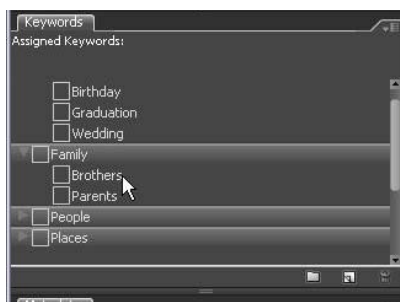 Keywords
Assigned Keywords:
Birthday
Graduation
Wedding
Family
Brothers
Parents
People
Places